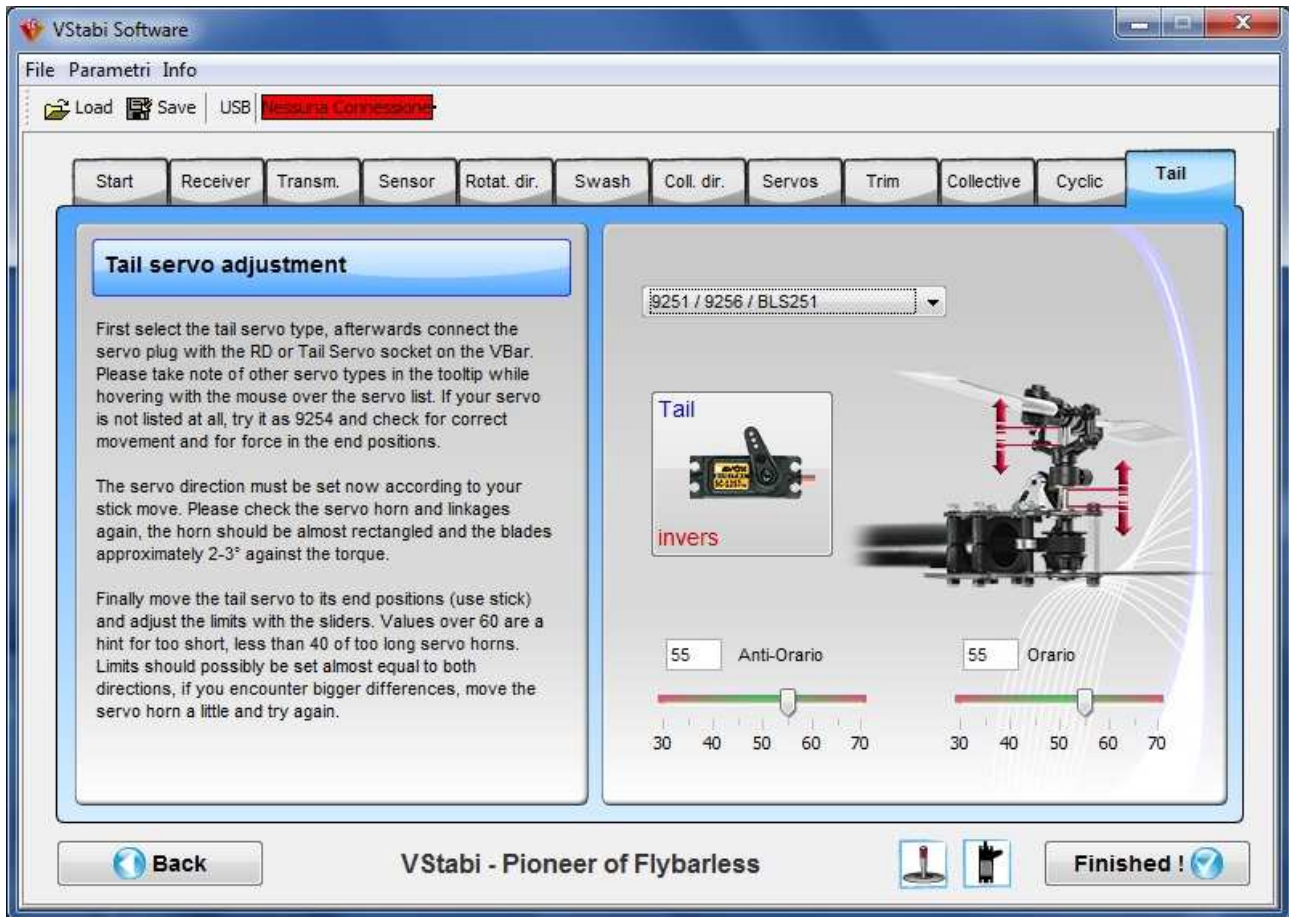 VStabi Software
File Parametri Info
Load Save USB Nessuna Connessione
Start Receiver Transm. Sensor Rotat. dir. Swash Coll. dir. Servos Trim Collective Cyclic Tail
Tail servo adjustment
First select the tail servo type, afterwards connect the
servo plug with the RD or Tail Servo socket on the VBar.
Please take note of other servo types in the tooltip while
hovering with the mouse over the servo list. If your servo
is not listed at all, try it as 9254 and check for correct
movement and for force in the end positions.
The servo direction must be set now according to your
stick move. Please check the servo horn and linkages
again, the horn should be almost rectangled and the blades
approximately 2-3° against the torque.
Finally move the tail servo to its end positions (use stick)
and adjust the limits with the sliders. Values over 60 are a
hint for too short, less than 40 of too long servo horns.
Limits should possibly be set almost equal to both
directions, if you encounter bigger differences, move the
servo horn a little and try again.
9251 / 9256 / BLS251
Tail
invers
55 Anti-Orario
30 40 50 60 70
55 Orario
30 40 50 60 70
Back
VStabi - Pioneer of Flybarless
Finished !